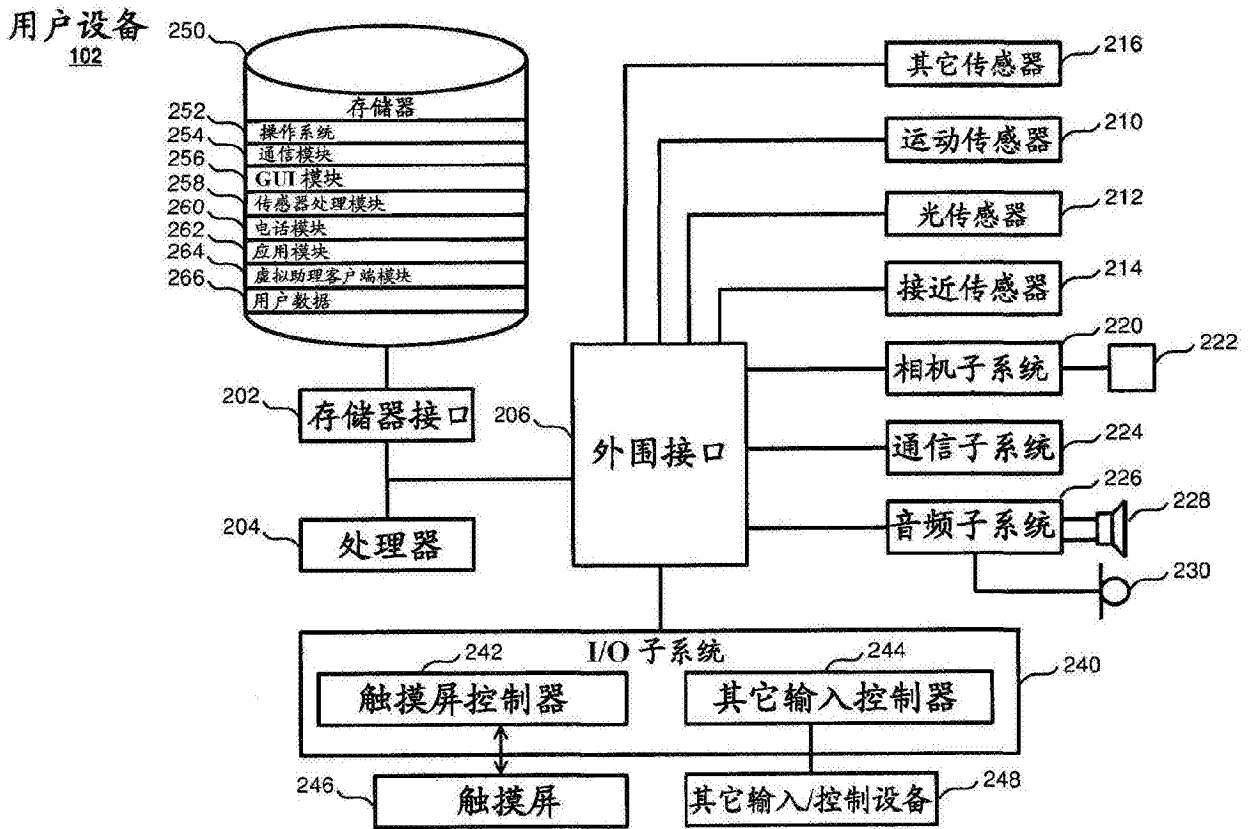 用户设备
102
250
存储器
252
操作系统
254
通信模块
256
GUI 模块
258
传感器处理模块
260
电话模块
262
应用模块
264
虚拟助理客户端模块
266
用户数据
202
存储器接口
204
处理器
206
外围接口
其它传感器
216
运动传感器
210
光传感器
212
接近传感器
214
相机子系统
220
222
通信子系统
224
音频子系统
226
228
230
I/O 子系统
240
242
触摸屏控制器
244
其它输入控制器
246
触摸屏
其它输入/控制设备
248